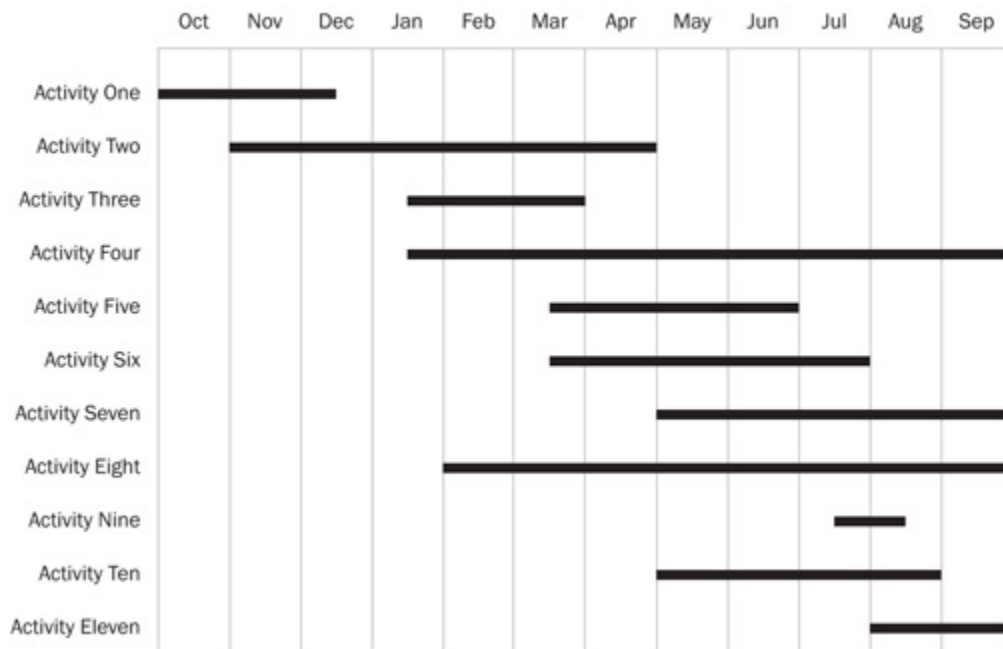 Oct Nov Dec Jan Feb Mar Apr May Jun Jul Aug Sep
Activity One
Activity Two
Activity Three
Activity Four
Activity Five
Activity Six
Activity Seven
Activity Eight
Activity Nine
Activity Ten
Activity Eleven